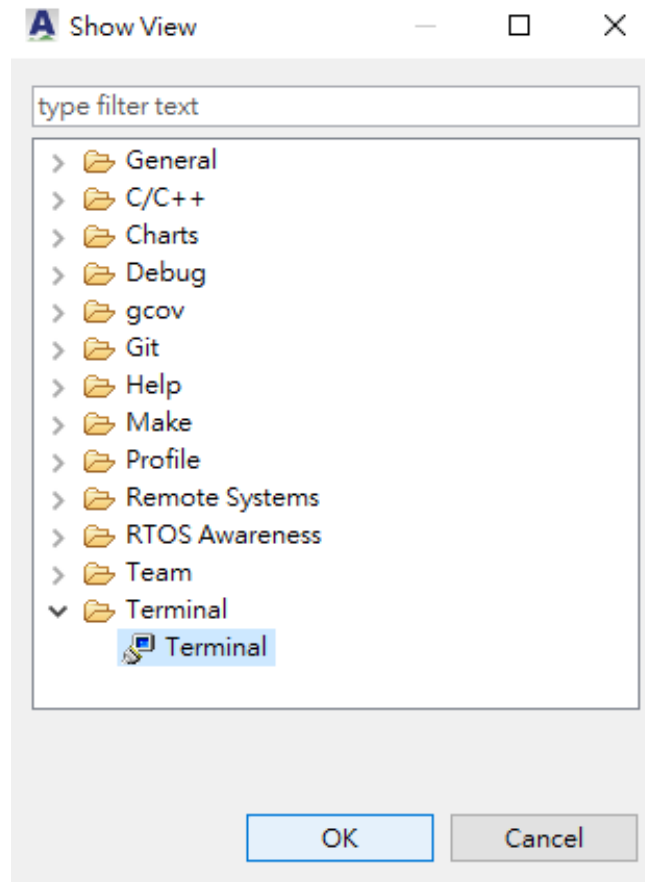 Show View
type filter text
General
C/C++
Charts
Debug
gcov
Git
Help
Make
Profile
Remote Systems
RTOS Awareness
Team
Terminal
Terminal
OK Cancel